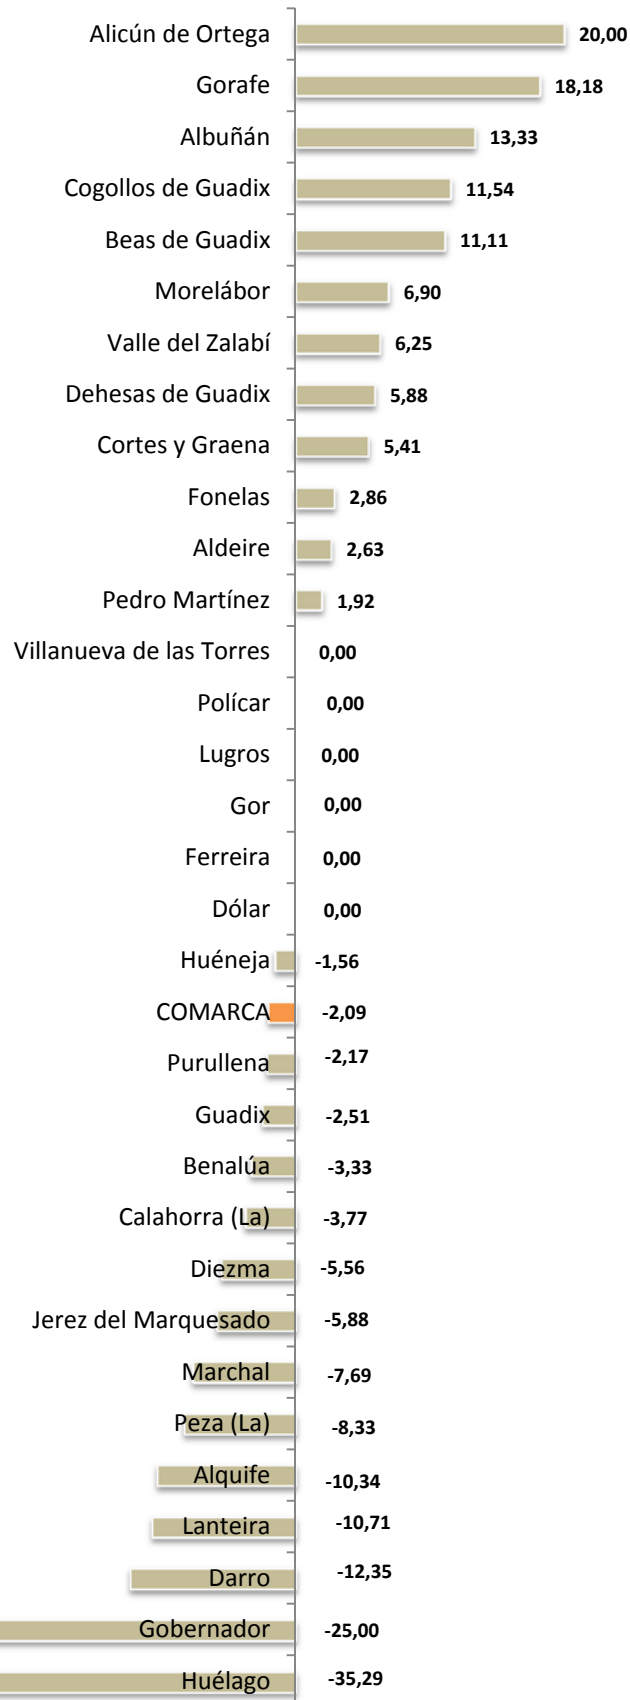 Alicún de Ortega 20,00
Gorafe 18,18
Albuñán 13,33
Cogollos de Guadix 11,54
Beas de Guadix 11,11
Morelábor 6,90
Valle del Zalabí 6,25
Dehesas de Guadix 5,88
Cortes y Graena 5,41
Fonelas 2,86
Aldeire 2,63
Pedro Martínez 1,92
Villanueva de las Torres 0,00
Polícar 0,00
Lugros 0,00
Gor 0,00
Ferreira 0,00
Dólar 0,00
Huéneja -1,56
COMARCA -2,09
Purullena -2,17
Guadix -2,51
Benalúa -3,33
Calahorra (La) -3,77
Diezma -5,56
Jerez del Marquesado -5,88
Marchal -7,69
Peza (La) -8,33
Alquife -10,34
Lanteira -10,71
Darro -12,35
Gobernador -25,00
Huélago -35,29